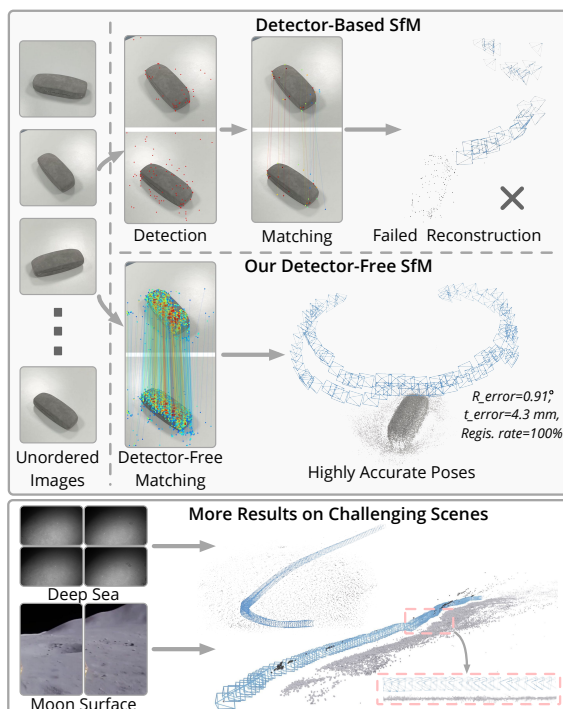 Detector-Based SfM
Detection
Matching
Failed Reconstruction
Our Detector-Free SfM
R_error=0.91°,
t_error=4.3 mm,
Regis. rate=100%
Unordered
Images
Detector-Free
Matching
Highly Accurate Poses
More Results on Challenging Scenes
Deep Sea
Moon Surface